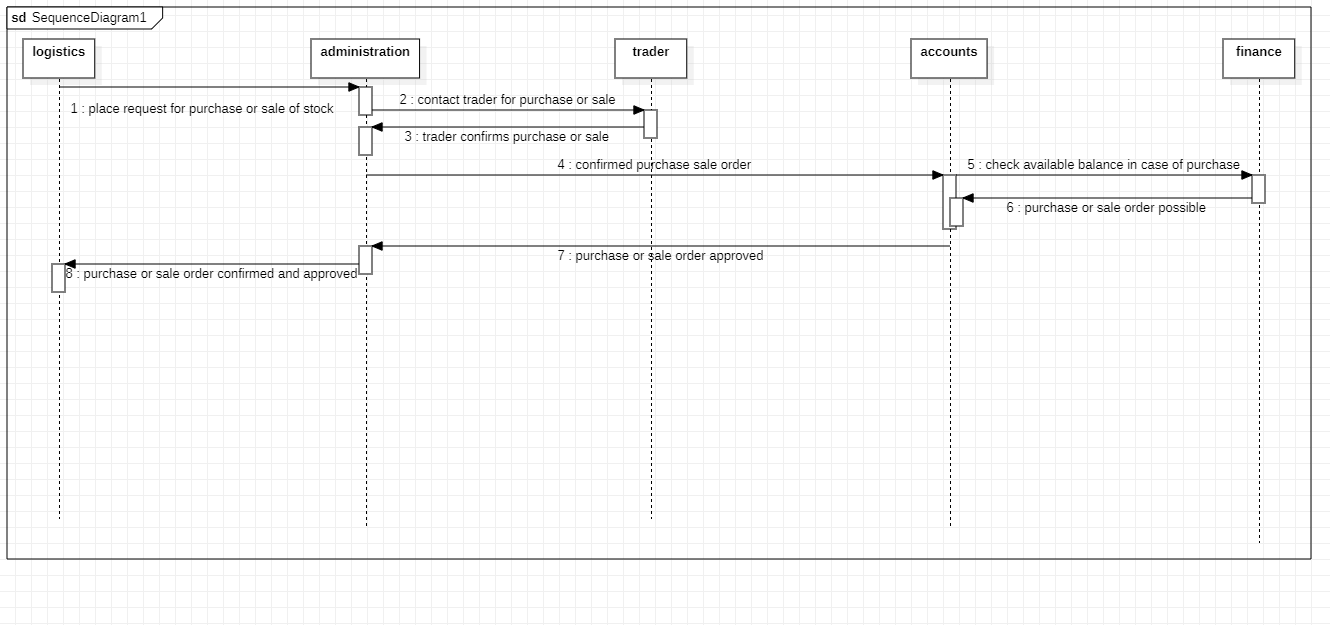 sd SequenceDiagram1
logistics
administration
trader
accounts
finance
1 : place request for purchase or sale of stock
2 : contact trader for purchase or sale
3 : trader confirms purchase or sale
4 : confirmed purchase sale order
5 : check available balance in case of purchase
6 : purchase or sale order possible
7 : purchase or sale order approved
8 : purchase or sale order confirmed and approved